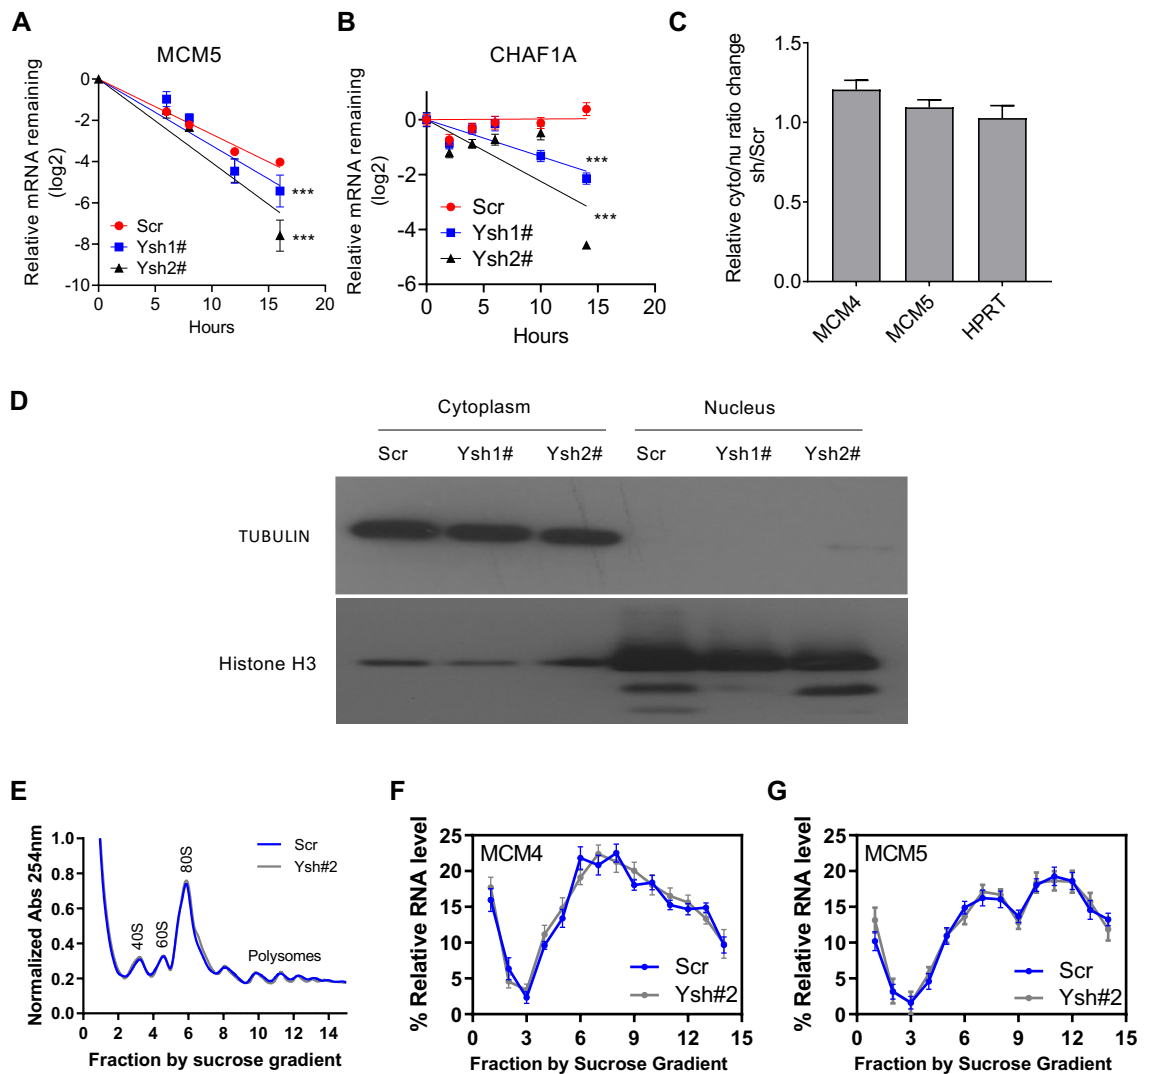 A
MCM5
Relative mRNA remaining
(log2)
0
-2
-4
-6
-8
-10
0
5
10
15
20
Hours
Scr
Ysh1#
Ysh2#
***
***
B
CHAF1A
Relative mRNA remaining
(log2)
0
-2
-4
-6
0
5
10
15
20
Hours
Scr
Ysh1#
Ysh2#
***
***
C
Relative cyto/nu ratio change
sh/Scr
1.5
1.0
0.5
0.0
MCM4
MCM5
HPRT
D
Cytoplasm
Nucleus
Scr
Ysh1#
Ysh2#
Scr
Ysh1#
Ysh2#
TUBULIN
Histone H3
E
Normalized Abs 254nm
1.0
0.8
0.6
0.4
0.2
0.0
0
2
4
6
8
10
12
14
40S
60S
80S
Polysomes
Scr
Ysh#2
Fraction by sucrose gradient
F
% Relative RNA level
25
20
15
10
5
0
MCM4
Scr
Ysh#2
0
3
6
9
12
15
Fraction by Sucrose Gradient
G
% Relative RNA level
25
20
15
10
5
0
MCM5
Scr
Ysh#2
0
3
6
9
12
15
Fraction by Sucrose Gradient